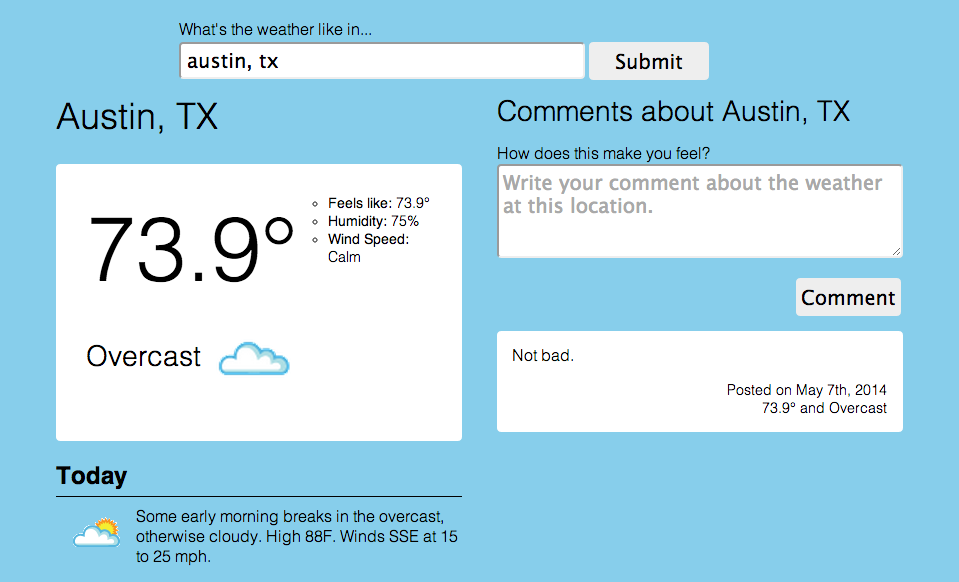 What's the weather like in...
austin, tx
Submit
Austin, TX
73.9°
Feels like: 73.9°
Humidity: 75%
Wind Speed:
Calm
Overcast
Today
Some early morning breaks in the overcast,
otherwise cloudy. High 88F. Winds SSE at 15
to 25 mph.
Comments about Austin, TX
How does this make you feel?
Write your comment about the weather
at this location.
Comment
Not bad.
Posted on May 7th, 2014
73.9° and Overcast